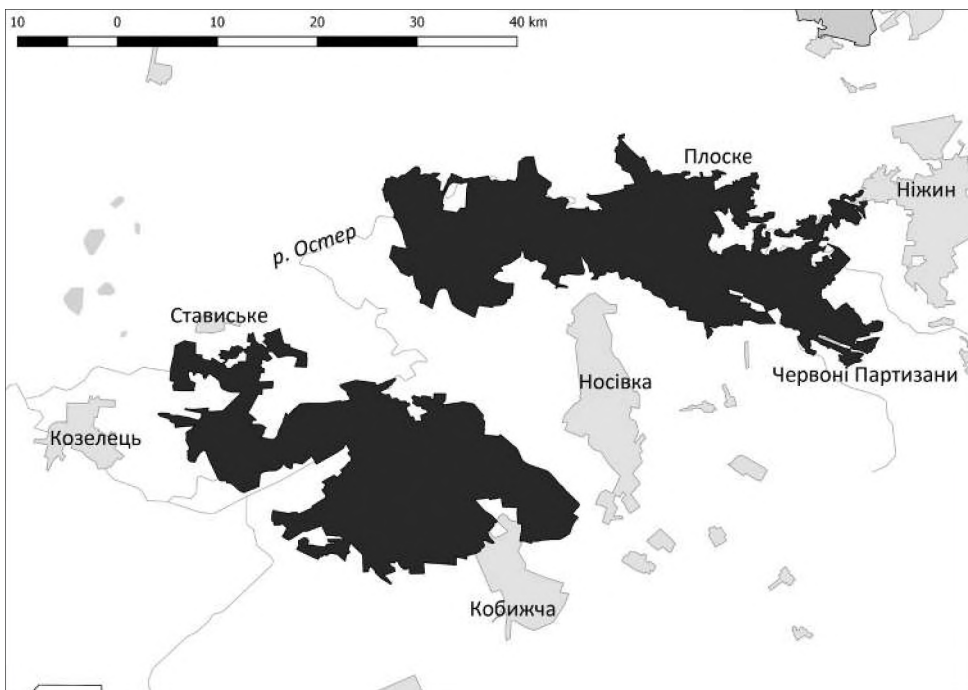 10 0 10 20 30 40 km
Плоске
Ніжин
р. Остер
Ставиське
Червоні Партизани
Носівка
Козелець
Кобижча